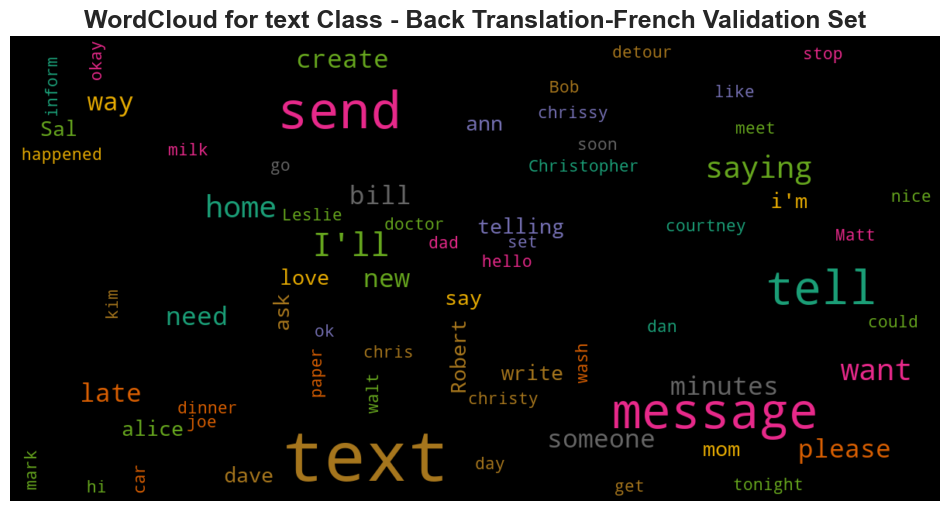 WordCloud for text Class - Back Translation-French Validation Set
okay
detour
stop
create
inform
Bob
like
way
send
chrissy
Sal
ann
meet
happened
milk
soon
go
Christopher
saying
bill
i'm
nice
home
Leslie
doctor
telling
courtney
I'll
dad
set
Matt
hello
love
new
tell
kim
need
ask
say
ok
dan
could
Robert
chris
paper
walt
write
wash
want
late
minutes
christy
dinner
joe
message
alice
someone
mom
please
text
mark
hi
car
dave
day
get
tonight